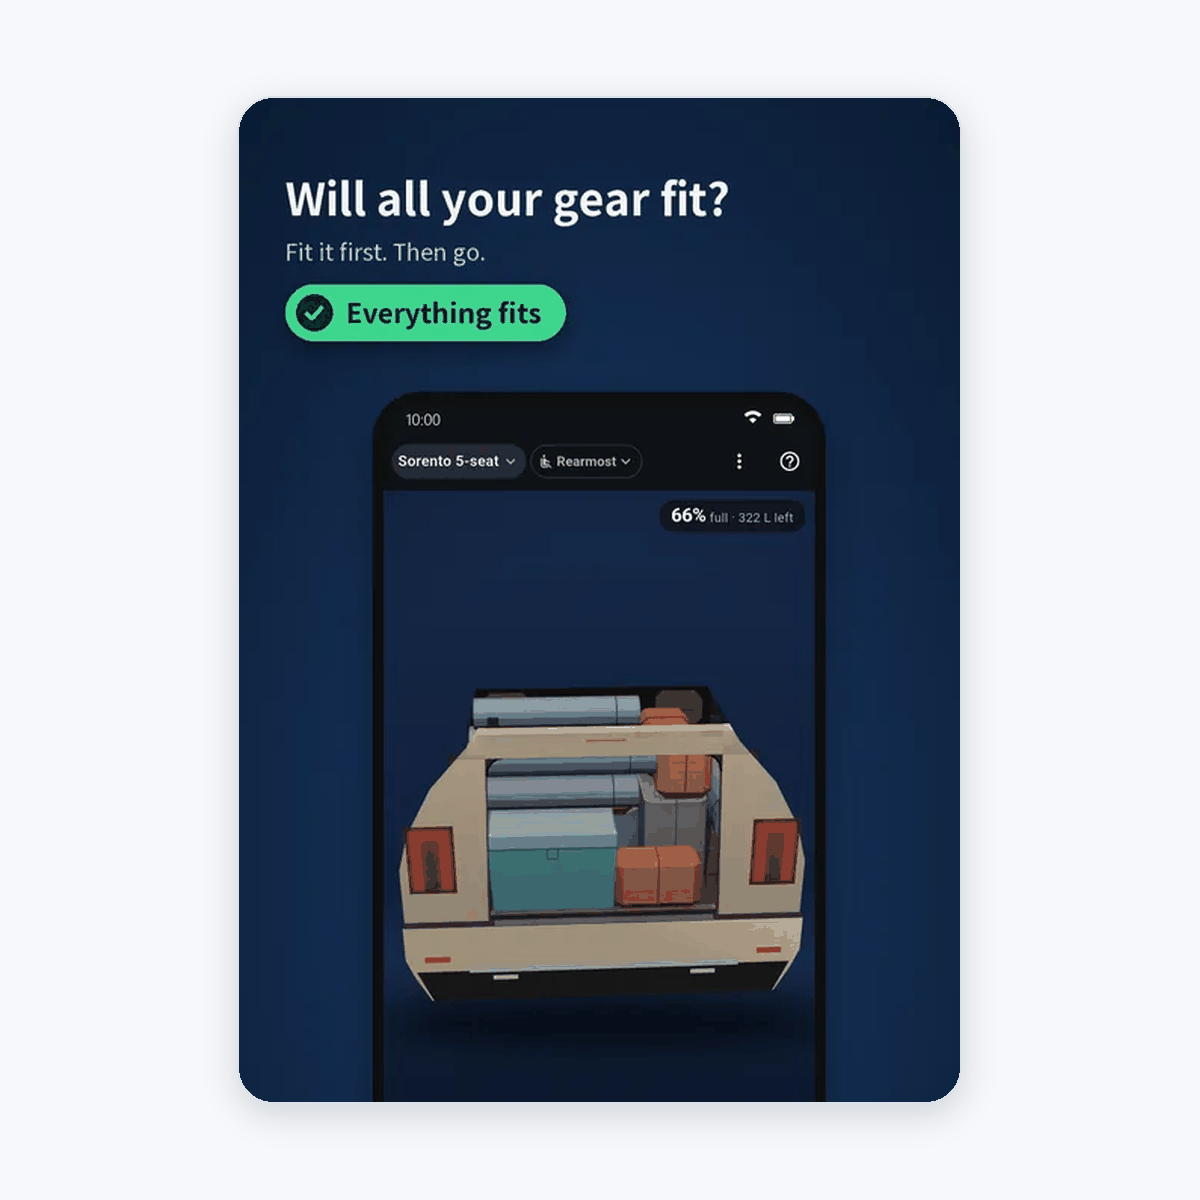 Will all your gear fit?
Fit it first. Then go.
Everything fits
10:00
Sorento 5-seat
Rearmost
66% full · 322 L left